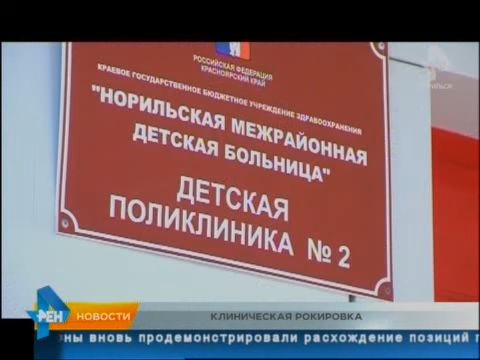 РОССИЙСКАЯ ФЕДЕРАЦИЯ
КРАСНОЯРСКИЙ КРАЙ
КРАЕВОЕ ГОСУДАРСТВЕННОЕ БЮДЖЕТНОЕ УЧРЕЖДЕНИЕ ЗДРАВООХРАНЕНИЯ
"НОРИЛЬСКАЯ МЕЖРАЙОННАЯ
ДЕТСКАЯ БОЛЬНИЦА"
ДЕТСКАЯ
ПОЛИКЛИНИКА № 2
РЕН
НОВОСТИ
КЛИНИЧЕСКАЯ РОКИРОВКА
оны вновь продемонстрировали расхождение позиций